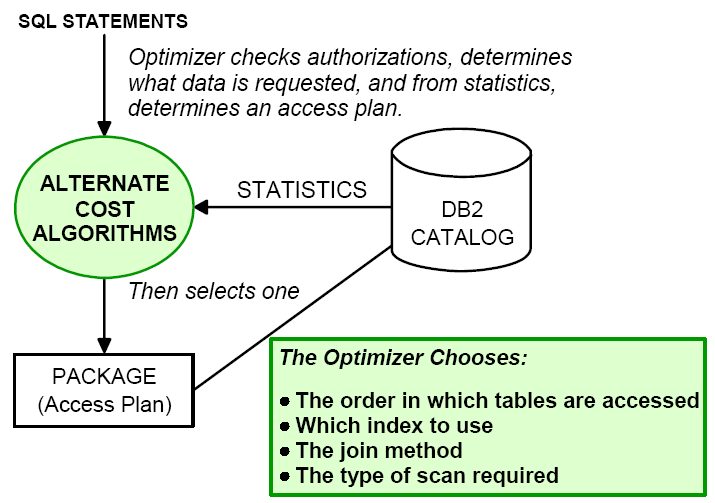 SQL STATEMENTS
Optimizer checks authorizations, determines
what data is requested, and from statistics,
determines an access plan.
ALTERNATE
COST
ALGORITHMS
STATISTICS
DB2
CATALOG
Then selects one
PACKAGE
(Access Plan)
The Optimizer Chooses:
● The order in which tables are accessed
● Which index to use
● The join method
● The type of scan required